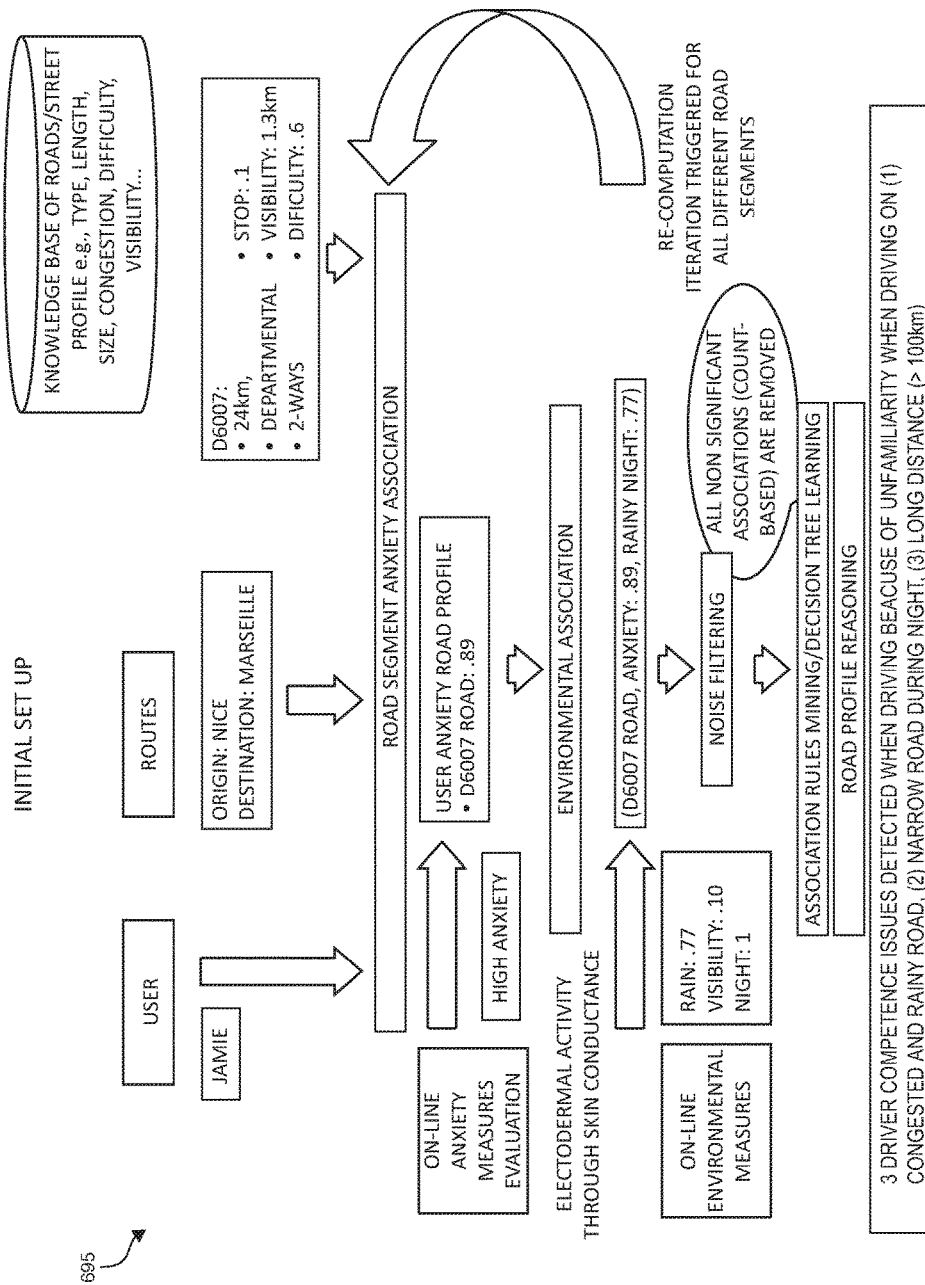 695
INITIAL SET UP
USER
JAMIE
ROUTES
ORIGIN: NICE
DESTINATION: MARSEILLE
KNOWLEDGE BASE OF ROADS/STREET
PROFILE e.g., TYPE, LENGTH,
SIZE, CONGESTION, DIFFICULTY,
VISIBILITY...
D6007:
• 24km,
• DEPARTMENTAL
• 2-WAYS
• STOP: .1
• VISIBILITY: 1.3km
• DIFICULTY: .6
ROAD SEGMENT ANXIETY ASSOCIATION
ON-LINE
ANXIETY
MEASURES
EVALUATION
HIGH ANXIETY
USER ANXIETY ROAD PROFILE
• D6007 ROAD: .89
ELECTODERMAL ACTIVITY
THROUGH SKIN CONDUCTANCE
ENVIRONMENTAL ASSOCIATION
ON-LINE
ENVIRONMENTAL
MEASURES
RAIN: .77
VISIBILITY: .10
NIGHT: 1
(D6007 ROAD, ANXIETY: .89, RAINY NIGHT: .77)
RE-COMPUTATION
ITERATION TRIGGERED FOR
ALL DIFFERENT ROAD
SEGMENTS
NOISE FILTERING
ALL NON SIGNIFICANT
ASSOCIATIONS (COUNT-
BASED) ARE REMOVED
ASSOCIATION RULES MINING/DECISION TREE LEARNING
ROAD PROFILE REASONING
3 DRIVER COMPETENCE ISSUES DETECTED WHEN DRIVING BEACUSE OF UNFAMILIARITY WHEN DRIVING ON (1)
CONGESTED AND RAINY ROAD, (2) NARROW ROAD DURING NIGHT, (3) LONG DISTANCE (> 100km)